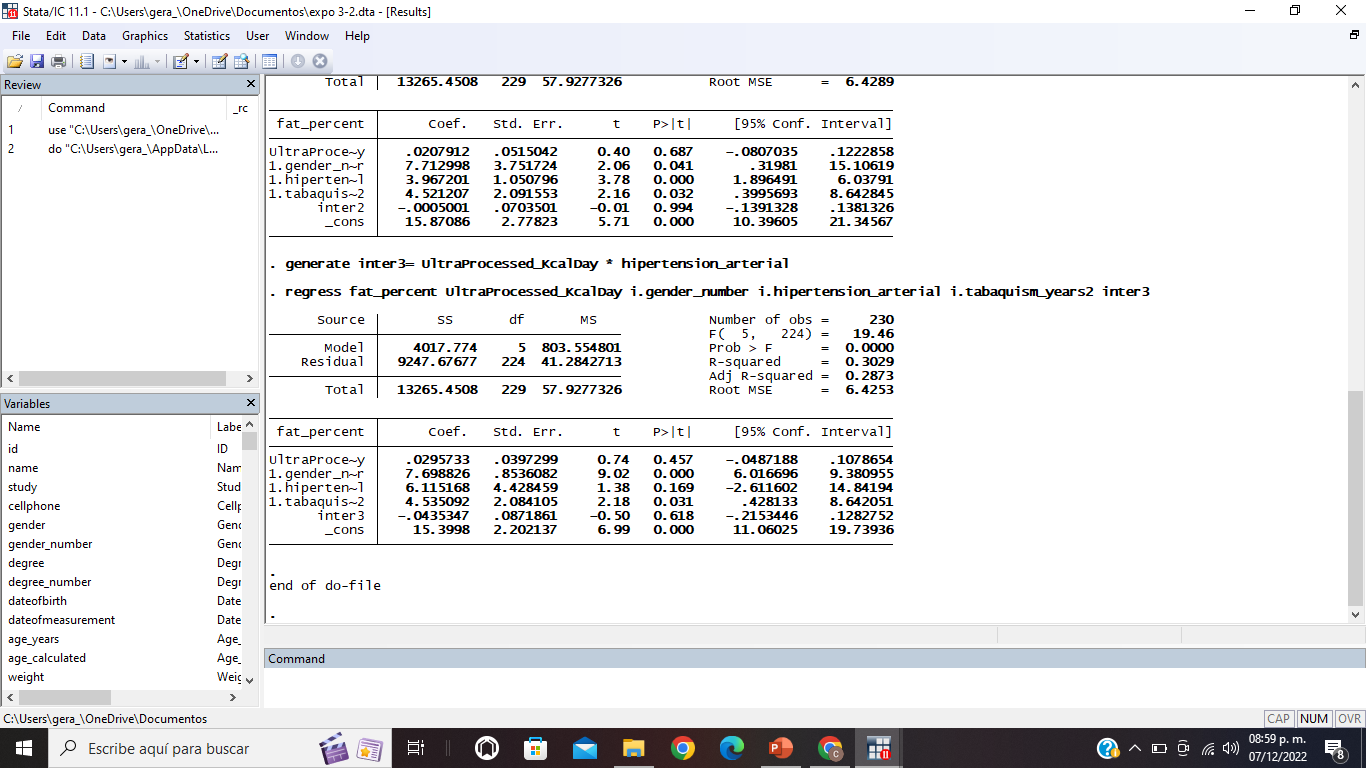 Stata/IC 11.1 - C:\Users\gera_\OneDrive\Documentos\expo 3-2.dta - [Results]
File Edit Data Graphics Statistics User Window Help
Review
/ Command _rc
1 use "C:\Users\gera_\OneDrive\...
2 do "C:\Users\gera_\AppData\L...
Variables
Name Labe
id ID
name Nam
study Stud
cellphone Cellp
gender Genc
gender_number Genc
degree Degr
degree_number Degr
dateofbirth Date
dateofmeasurement Date
age_years Age_
age_calculated Age_
weight Weig
Total 13265.4508 229 57.9277326 Root MSE = 6.4289
fat_percent Coef. Std. Err. t P>|t| [95% Conf. Interval]
UltraProce~y .0207912 .0515042 0.40 0.687 -.0807035 .1222858
1.gender_n~r 7.712998 3.751724 2.06 0.041 .31981 15.10619
1.hiperten~l 3.967201 1.050796 3.78 0.000 1.896491 6.03791
1.tabaquis~2 4.521207 2.091553 2.16 0.032 .3995693 8.642845
inter2 -.0005001 .0703501 -0.01 0.994 -.1391328 .1381326
_cons 15.87086 2.77823 5.71 0.000 10.39605 21.34567
. generate inter3= UltraProcessed_KcalDay * hipertension_arterial
. regress fat_percent UltraProcessed_KcalDay i.gender_number i.hipertension_arterial i.tabaquism_years2 inter3
Source SS df MS Number of obs = 230
F( 5, 224) = 19.46
Model 4017.774 5 803.554801 Prob > F = 0.0000
Residual 9247.67677 224 41.2842713 R-squared = 0.3029
Adj R-squared = 0.2873
Total 13265.4508 229 57.9277326 Root MSE = 6.4253
fat_percent Coef. Std. Err. t P>|t| [95% Conf. Interval]
UltraProce~y .0295733 .0397299 0.74 0.457 -.0487188 .1078654
1.gender_n~r 7.698826 .8536082 9.02 0.000 6.016696 9.380955
1.hiperten~l 6.115168 4.428459 1.38 0.169 -2.611602 14.84194
1.tabaquis~2 4.535092 2.084105 2.18 0.031 .428133 8.642051
inter3 -.0435347 .0871861 -0.50 0.618 -.2153446 .1282752
_cons 15.3998 2.202137 6.99 0.000 11.06025 19.73936
.
end of do-file
.
Command
C:\Users\gera_\OneDrive\Documentos CAP NUM OVR
Escribe aquí para buscar
08:59 p. m.
07/12/2022
8